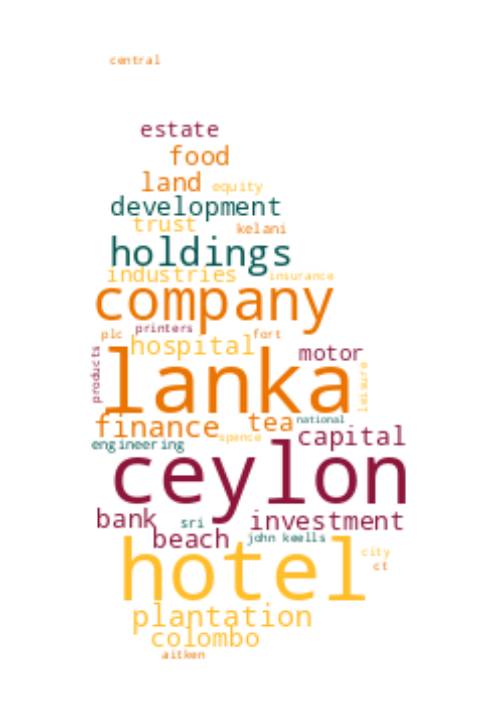 central
estate
food
land equity
development
trust kelani
holdings
industries insurance
company
plc printers fort
hospital motor
products lanka leisure
finance tea national
engineering spence capital
ceylon
bank sri investment
beach john keells
hotel city
ct
plantation
colombo
aitken